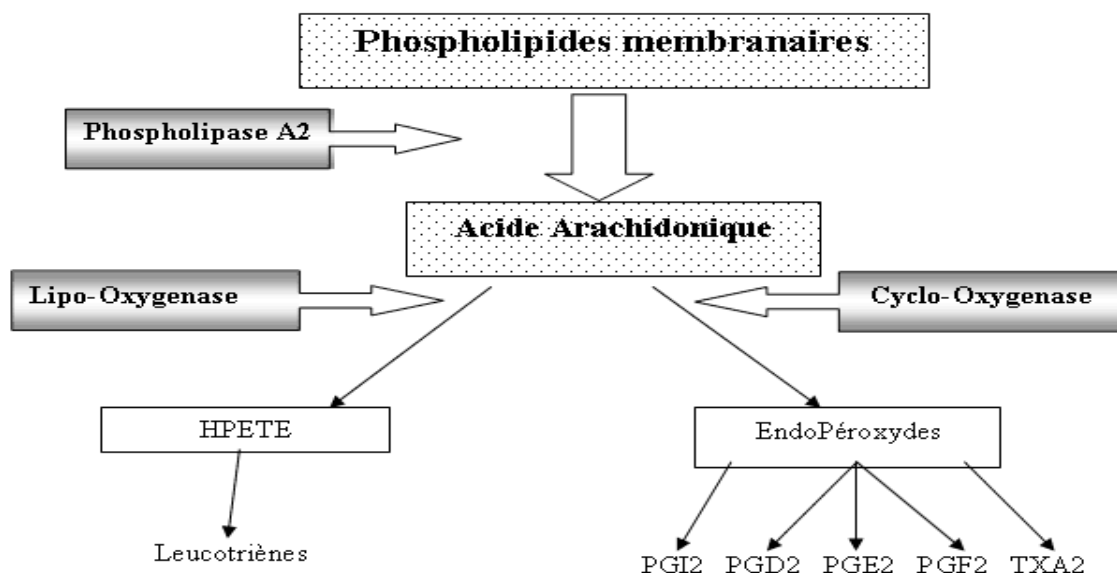 Phospholipides membranaires
Phospholipase A2
Acide Arachidonique
Lipo-Oxygenase
Cyclo-Oxygenase
HPETE
EndoPéroxydes
Leucotriènes
PGI2 PGD2 PGE2 PGF2 TXA2